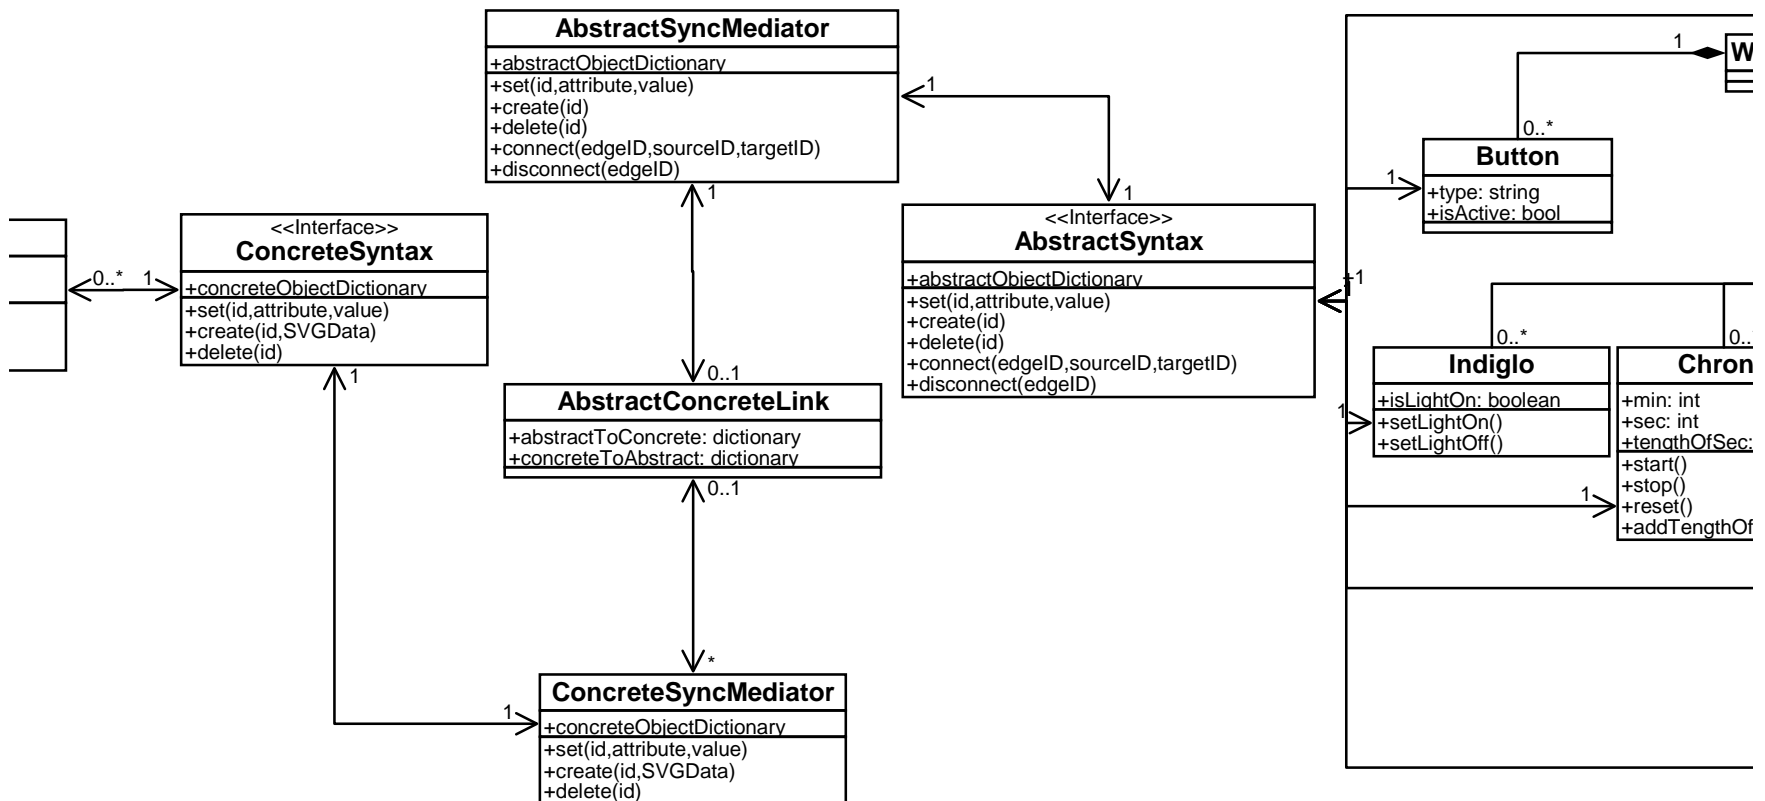 AbstractSyncMediator
+abstractObjectDictionary
+set(id,attribute,value)
+create(id)
+delete(id)
+connect(edgeID,sourceID,targetID)
+disconnect(edgeID)
1
1
1
0..1
<<Interface>>
ConcreteSyntax
+concreteObjectDictionary
+set(id,attribute,value)
+create(id,SVGData)
+delete(id)
0..*
1
1
<<Interface>>
AbstractSyntax
+abstractObjectDictionary
+set(id,attribute,value)
+create(id)
+delete(id)
+connect(edgeID,sourceID,targetID)
+disconnect(edgeID)
1
AbstractConcreteLink
+abstractToConcrete: dictionary
+concreteToAbstract: dictionary
0..1
*
ConcreteSyncMediator
+concreteObjectDictionary
+set(id,attribute,value)
+create(id,SVGData)
+delete(id)
1
1
W
0..*
Button
+type: string
+isActive: bool
1
0..*
Indiglo
+isLightOn: boolean
+setLightOn()
+setLightOff()
1
0..
Chron
+min: int
+sec: int
+tengthOfSec:
+start()
+stop()
+reset()
+addTengthOf
1